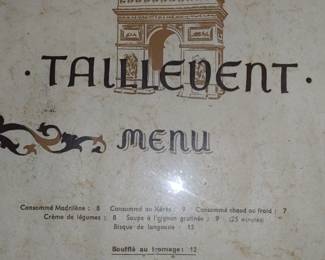 · TAILLEVENT ·
MENU
Consommé Madrilène : 8 Consommé au Xérès : 9 Consommé chaud ou froid : 7
Crème de légumes : 8 Soupe à l'oignon gratinée : 9 (25 minutes)
Bisque de langouste : 15
Soufflé au fromage : 12